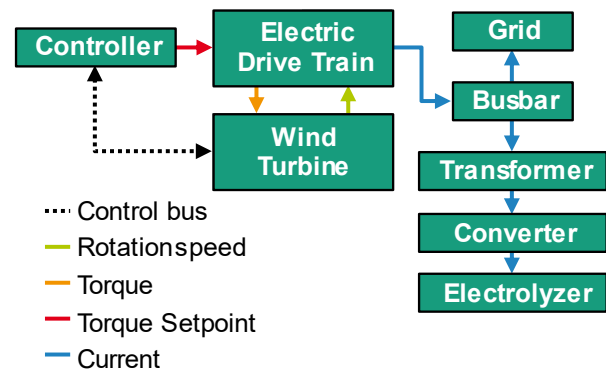 Controller
Electric
Drive Train
Grid
Busbar
Wind
Turbine
Transformer
Converter
Electrolyzer
Control bus
Rotationspeed
Torque
Torque Setpoint
Current